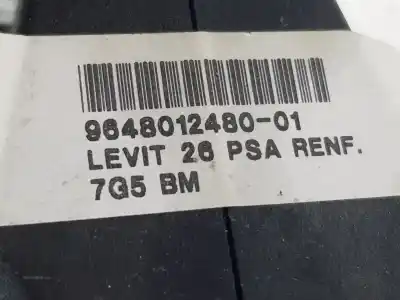 9648012480-01
LEVIT 26 PSA RENF.
7G5 BM